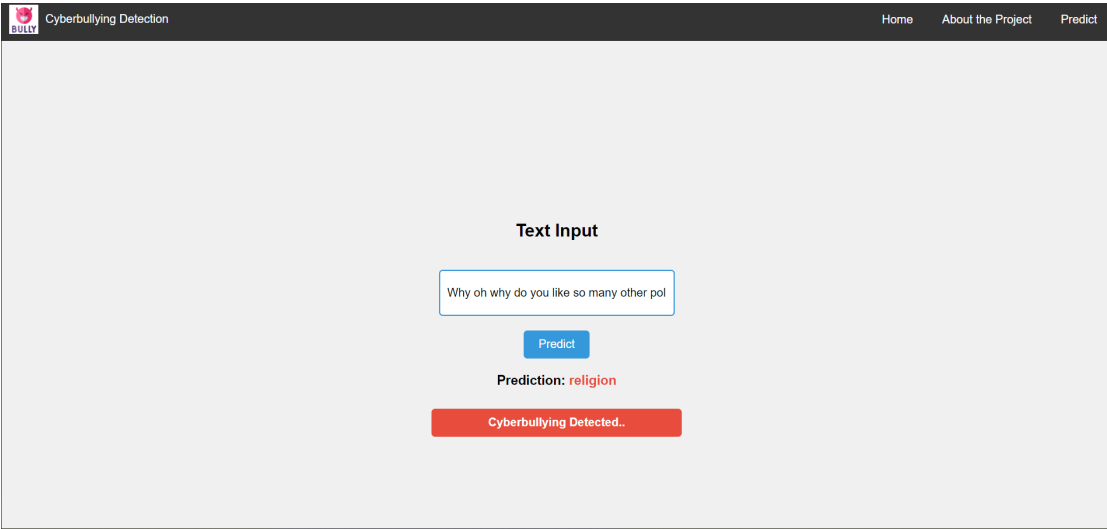 BULLY
Cyberbullying Detection
Home
About the Project
Predict
Text Input
Why oh why do you like so many other pol
Predict
Prediction: religion
Cyberbullying Detected..